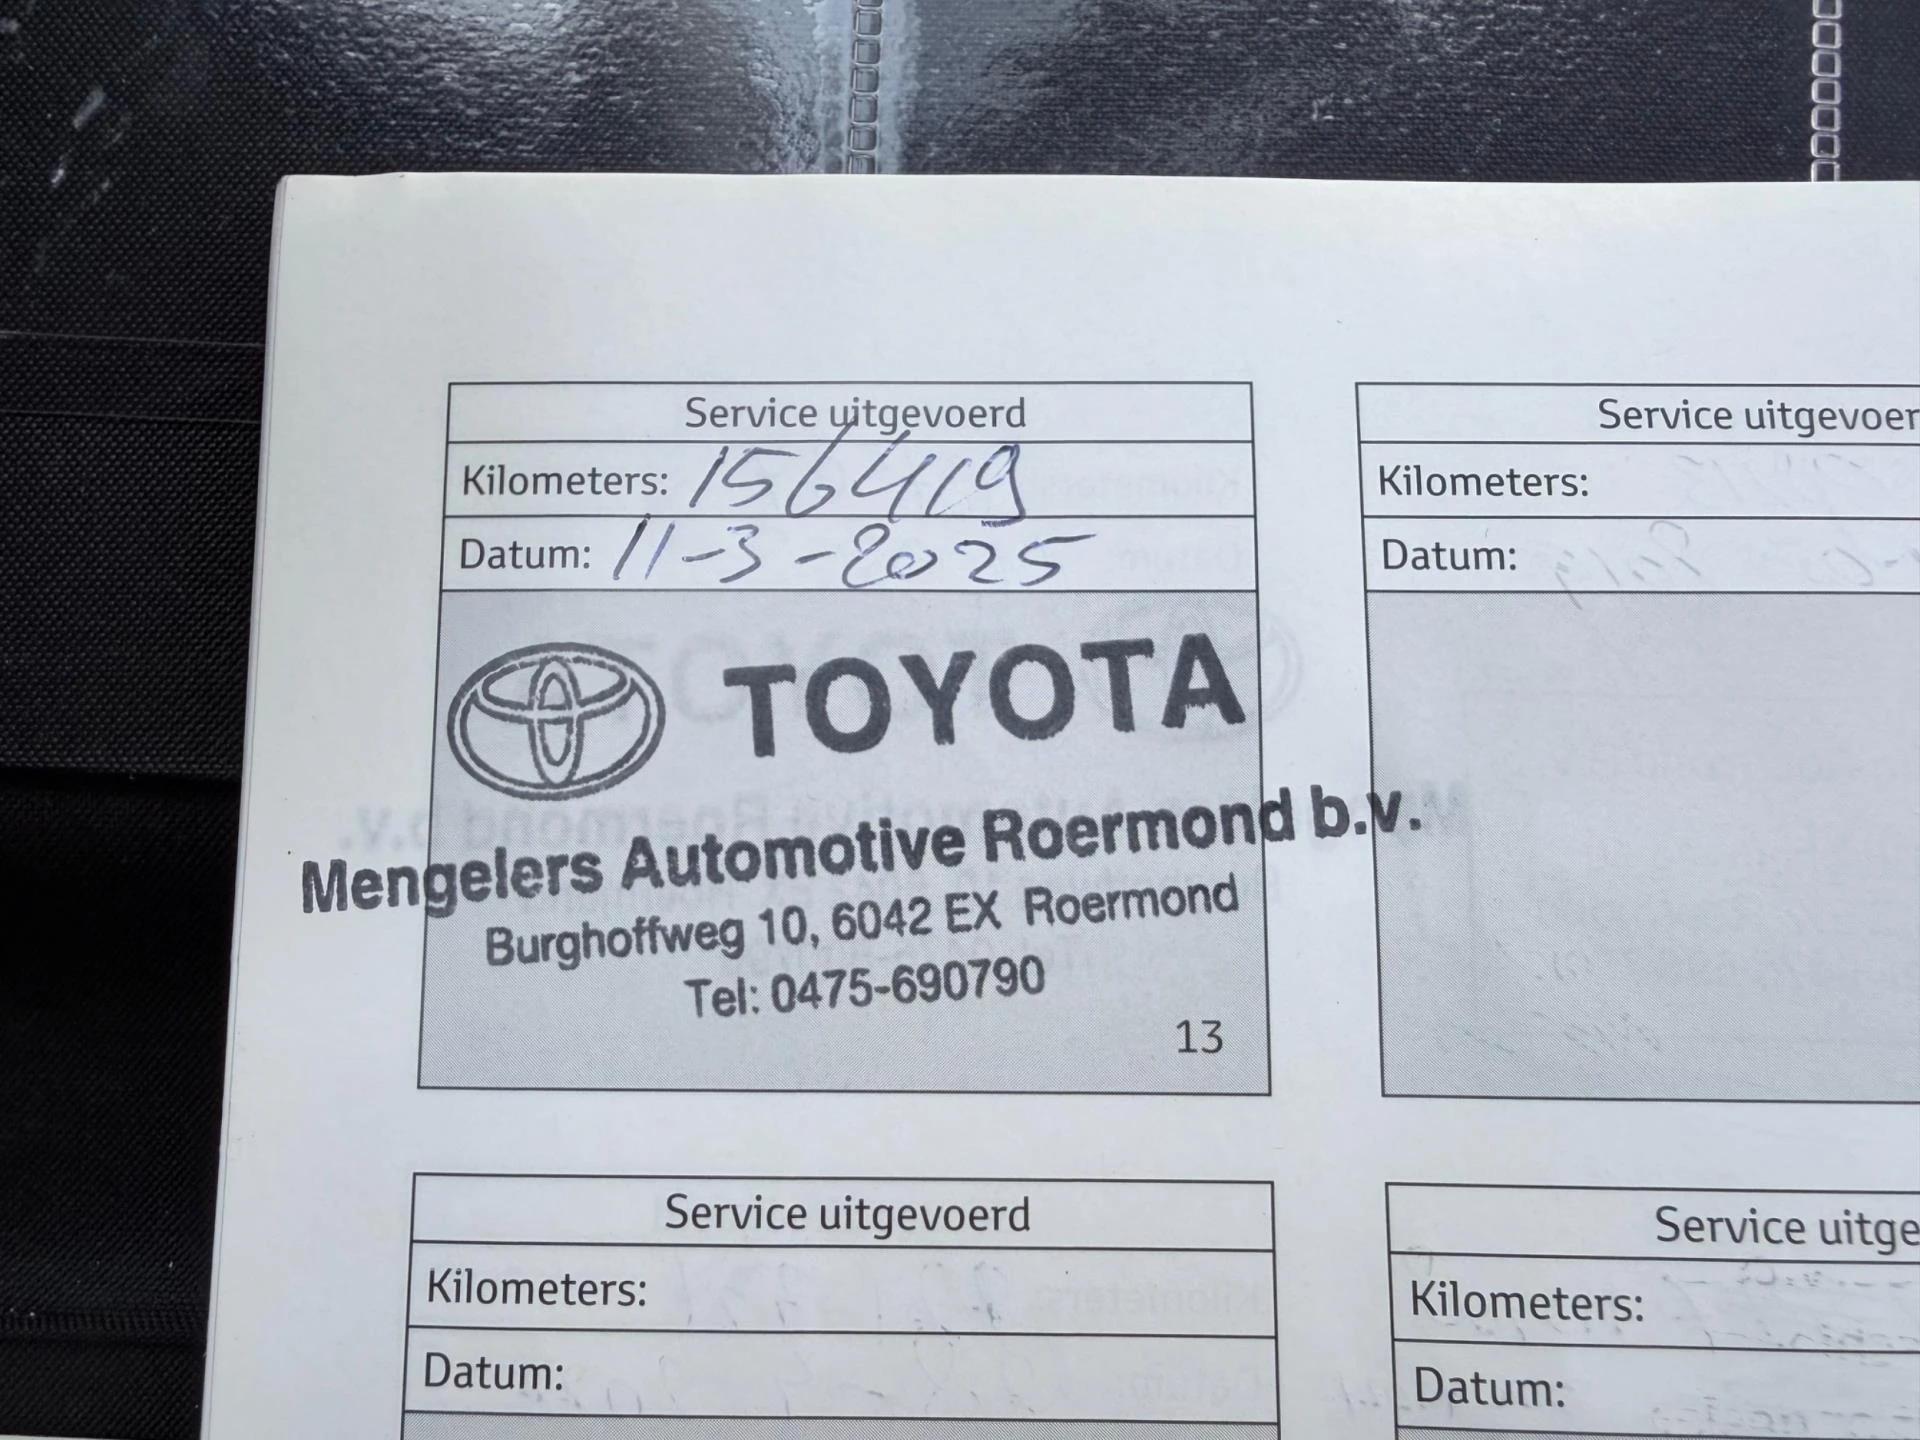 Service uitgevoerd
Kilometers: 156419
Datum: 11-3-2025
TOYOTA
Mengelers Automotive Roermond b.v.
Burghoffweg 10, 6042 EX Roermond
Tel: 0475-690790
13
Service uitgevoer
Kilometers:
Datum:
Service uitgevoerd
Kilometers:
Datum:
Service uitge
Kilometers:
Datum: